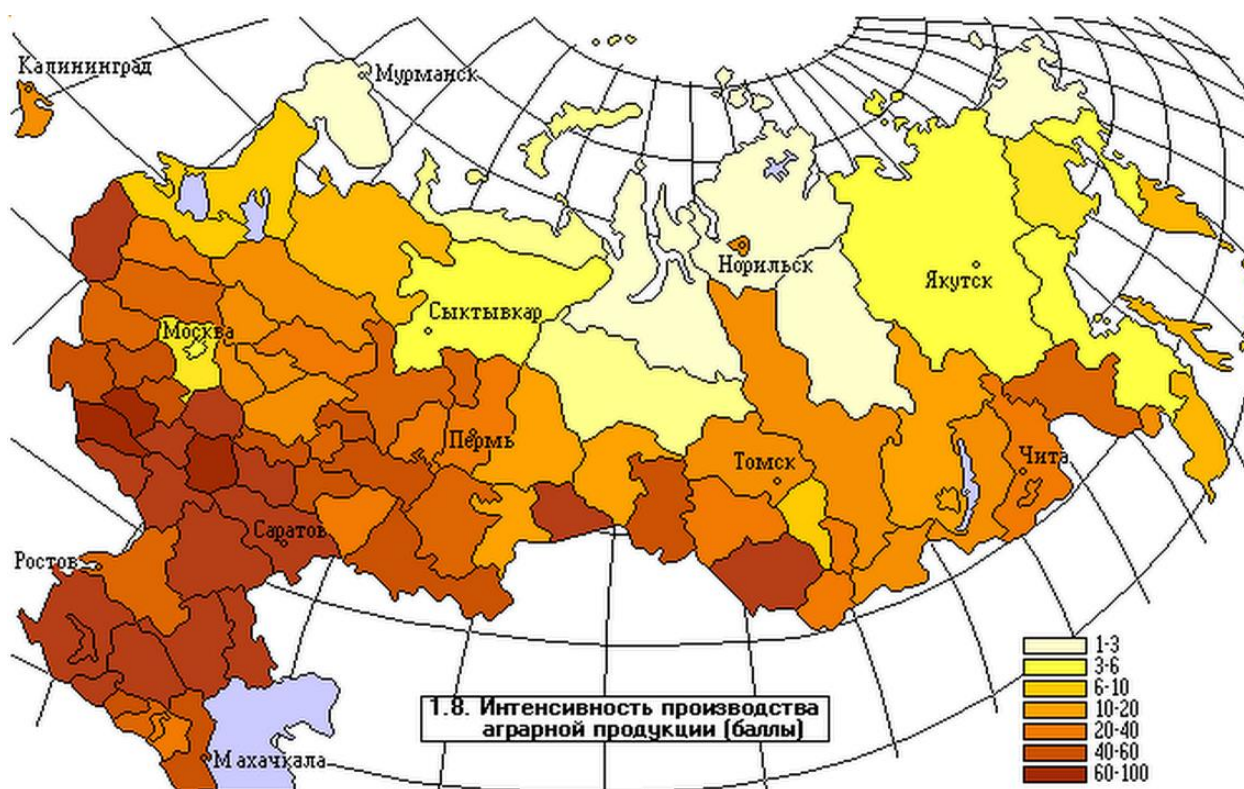 Калининград
Мурманск
Норильск
Якутск
Сыктывкар
Москва
Пермь
Томск
Чита
Саратов
Ростов
Махачкала
1.8. Интенсивность производства
аграрной продукции (баллы)
1-3
3-6
6-10
10-20
20-40
40-60
60-100